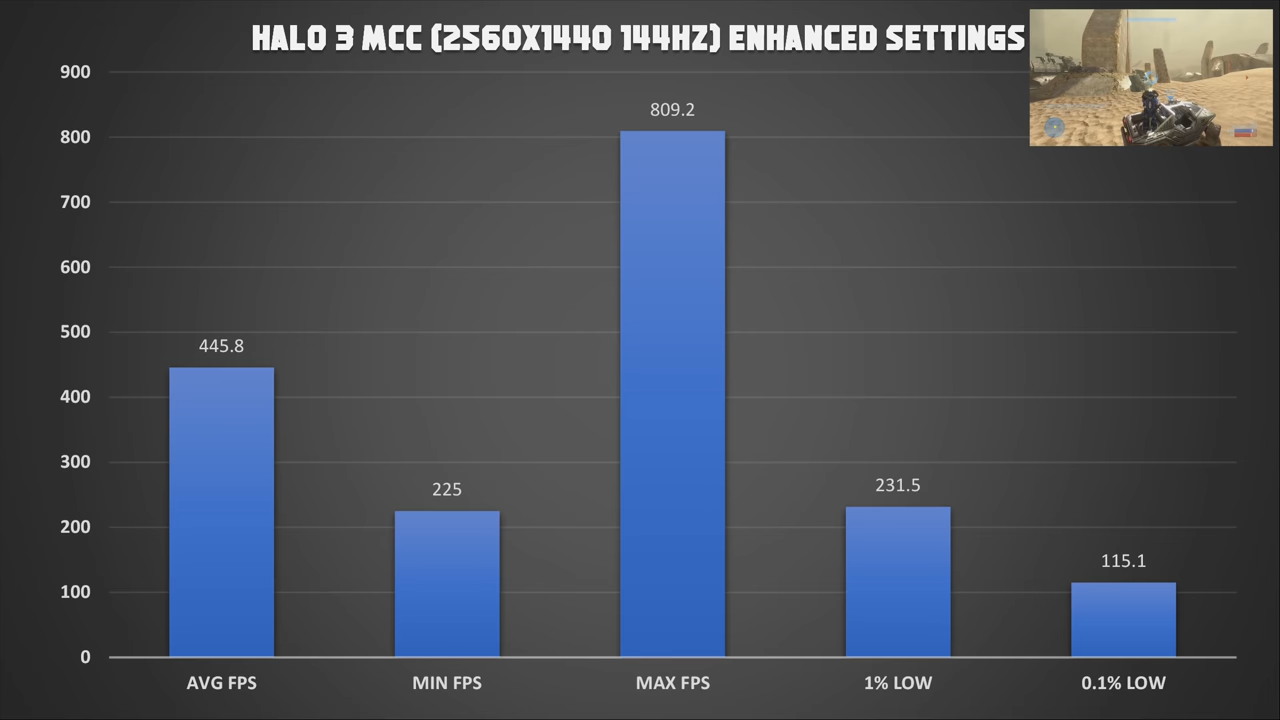 HALO 3 MCC (2560X1440 144HZ) ENHANCED SETTINGS
900
800
700
600
500
400
300
200
100
0
445.8
225
809.2
231.5
115.1
AVG FPS
MIN FPS
MAX FPS
1% LOW
0.1% LOW